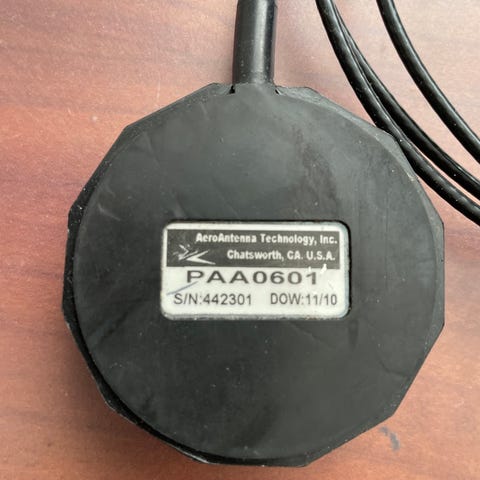 AeroAntenna Technology, Inc.
Chatsworth, CA. U.S.A.
PAA0601
S/N:442301 DOW:11/10